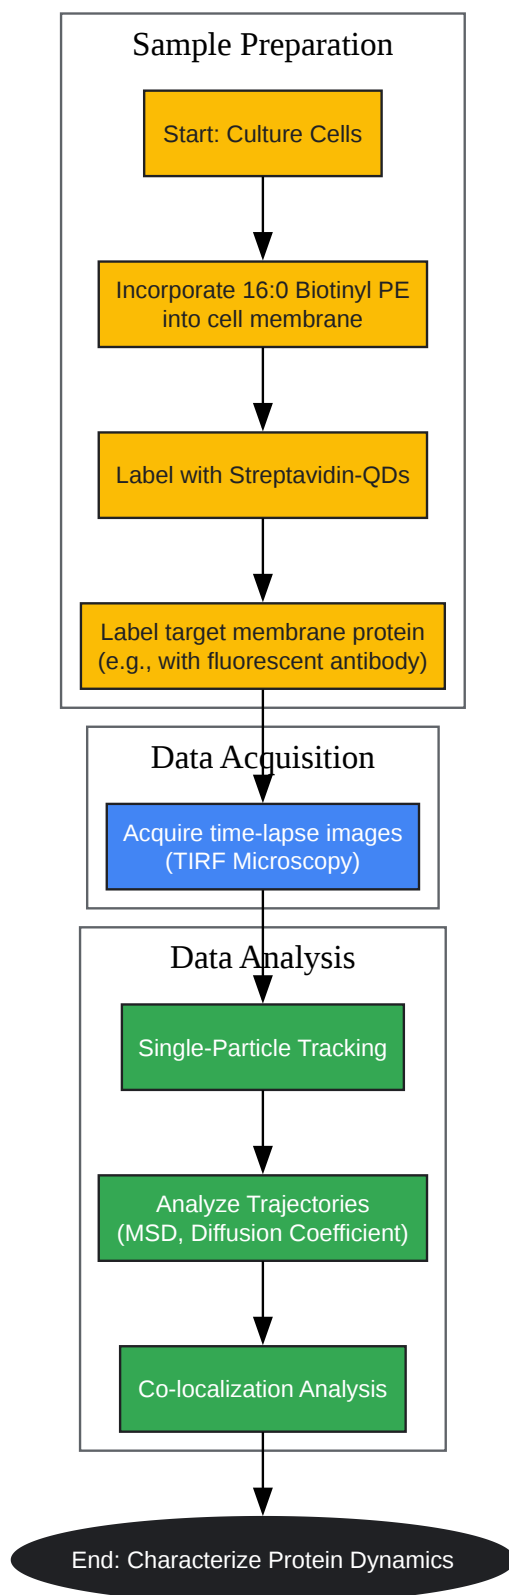 Sample Preparation
Start: Culture Cells
Incorporate 16:0 Biotinyl PE
into cell membrane
Label with Streptavidin-QDs
Label target membrane protein
(e.g., with fluorescent antibody)
Data Acquisition
Acquire time-lapse images
(TIRF Microscopy)
Data Analysis
Single-Particle Tracking
Analyze Trajectories
(MSD, Diffusion Coefficient)
Co-localization Analysis
End: Characterize Protein Dynamics